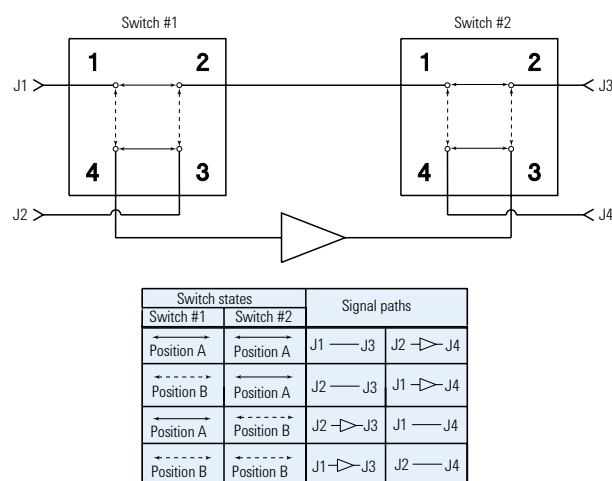 Switch #1 Switch #2
1 2 1 2
J1 J3
4 3 4 3
J2 J4
Switch states Signal paths
Switch #1 Switch #2
Position A Position A J1 J3 J2 J4
Position B Position A J2 J3 J1 J4
Position A Position B J2 J3 J1 J4
Position B Position B J1 J3 J2 J4